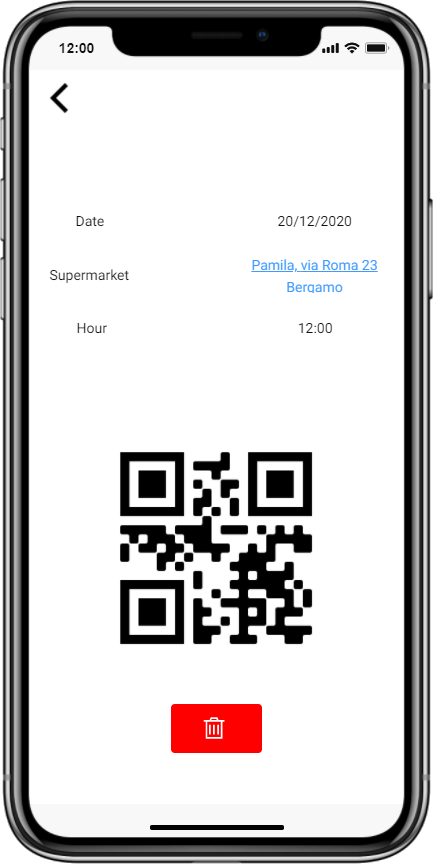 12:00
Date 20/12/2020
Supermarket Pamila, via Roma 23
Bergamo
Hour 12:00